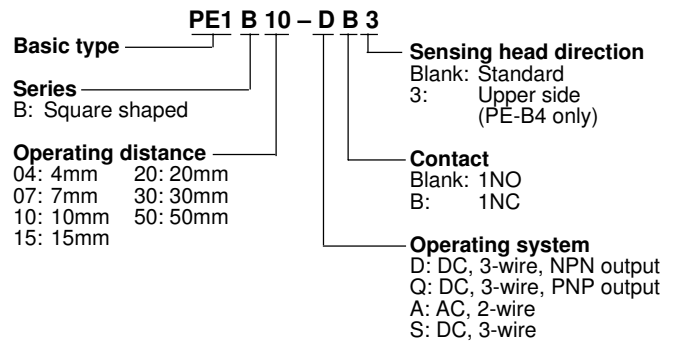 PE1 B 10 – D B 3
Basic type
Series
B: Square shaped
Operating distance
04: 4mm 20: 20mm
07: 7mm 30: 30mm
10: 10mm 50: 50mm
15: 15mm
Sensing head direction
Blank: Standard
3: Upper side
(PE-B4 only)
Contact
Blank: 1NO
B: 1NC
Operating system
D: DC, 3-wire, NPN output
Q: DC, 3-wire, PNP output
A: AC, 2-wire
S: DC, 3-wire